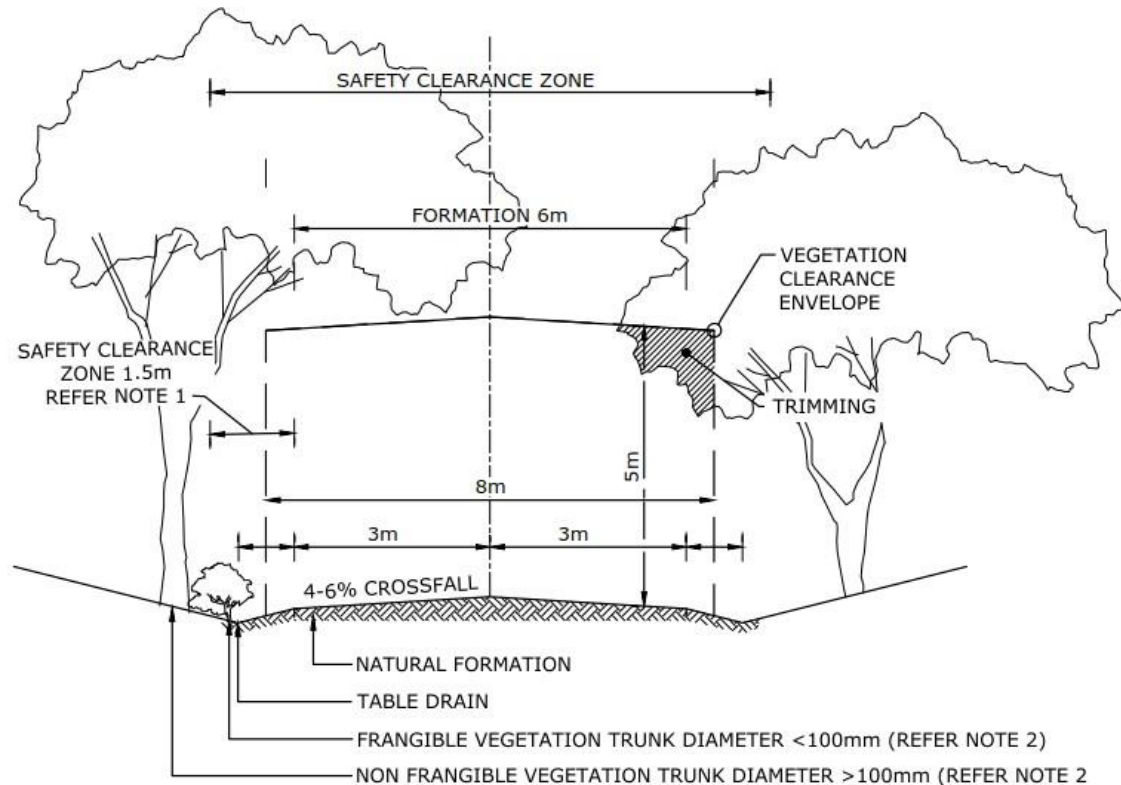 SAFETY CLEARANCE ZONE
FORMATION 6m
VEGETATION
CLEARANCE
ENVELOPE
SAFETY CLEARANCE
ZONE 1.5m
REFER NOTE 1
TRIMMING
5m
8m
3m
3m
4-6% CROSSFALL
NATURAL FORMATION
TABLE DRAIN
FRANGIBLE VEGETATION TRUNK DIAMETER <100mm (REFER NOTE 2)
NON FRANGIBLE VEGETATION TRUNK DIAMETER >100mm (REFER NOTE 2